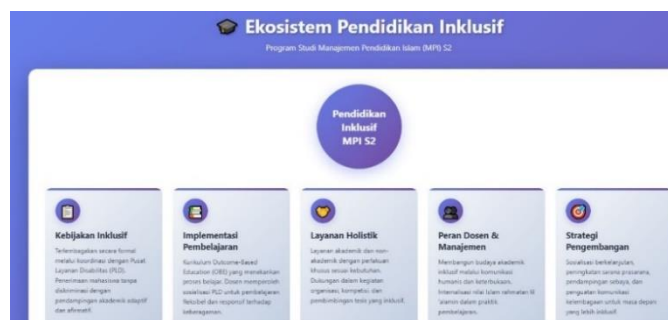 Ekosistem Pendidikan Inklusif
Program Studi Manajemen Pendidikan Islam (MPI) S2
Pendidikan
Inklusif
MPI S2
Kebijakan Inklusif
Terlembagakan secara formal
melalui koordinasi dengan Pusat
Layanan Disabilitas (PLD).
Penerimaan mahasiswa tanpa
diskriminasi dengan
pendampingan akademik adaptif
dan afirmatif.
Implementasi
Pembelajaran
Kurikulum Outcome-Based
Education (OBE) yang menekankan
proses belajar. Dosen memperoleh
sosialisasi PLD untuk pembelajaran
fleksibel dan responsif terhadap
keberagaman.
Layanan Holistik
Layanan akademik dan non-
akademik dengan perlakuan
khusus sesuai kebutuhan.
Dukungan dalam kegiatan
organisasi, kompetisi, dan
pembimbingan tesis yang inklusif.
Peran Dosen &
Manajemen
Membangun budaya akademik
inklusif melalui komunikasi
humanis dan keterbukaan.
Internalisasi nilai Islam rahmatan lil
'alamin dalam praktik
pembelajaran.
Strategi
Pengembangan
Sosialisasi berkelanjutan,
peningkatan sarana prasarana,
pendampingan sebaya, dan
penguatan komunikasi
kelembagaan untuk masa depan
yang lebih inklusif.